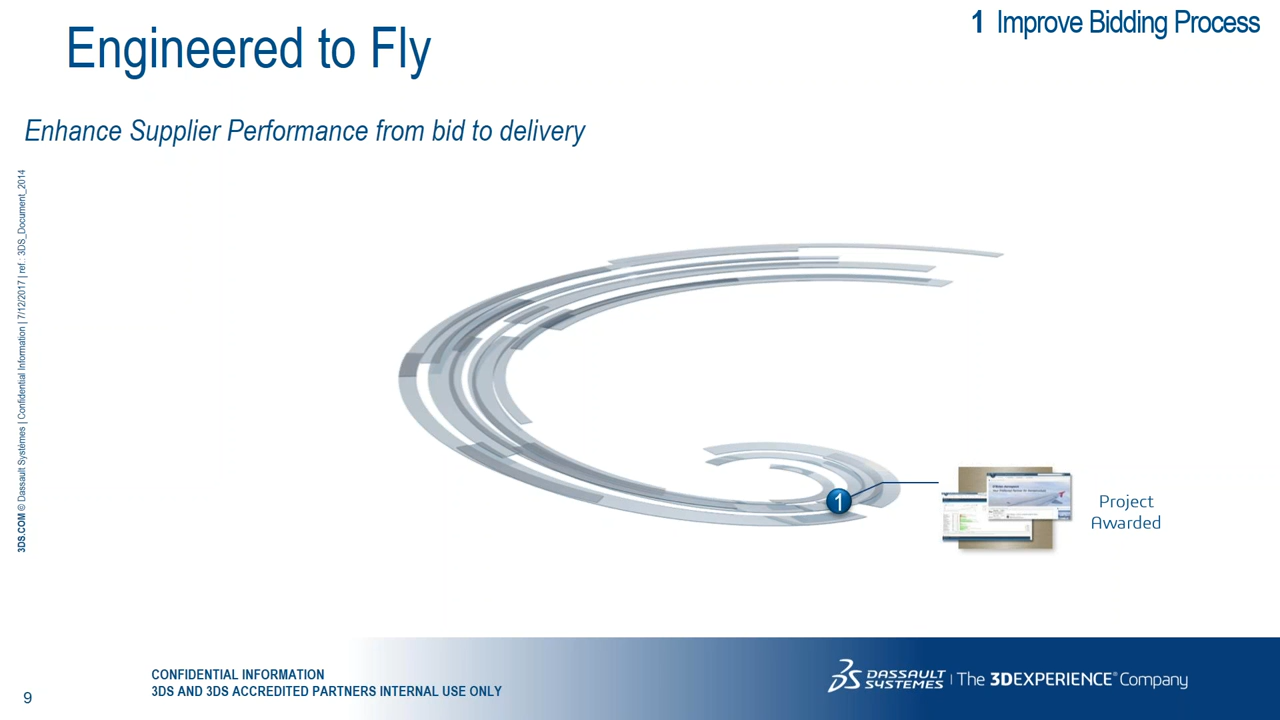 1 Improve Bidding Process
Engineered to Fly
Enhance Supplier Performance from bid to delivery
3DS.COM © Dassault Systèmes | Confidential Information | 7/12/2017 | ref.: 3DS_Document_2014
1
Project
Awarded
CONFIDENTIAL INFORMATION
3DS AND 3DS ACCREDITED PARTNERS INTERNAL USE ONLY
9
DASSAULT
SYSTEMES | The 3DEXPERIENCE® Company